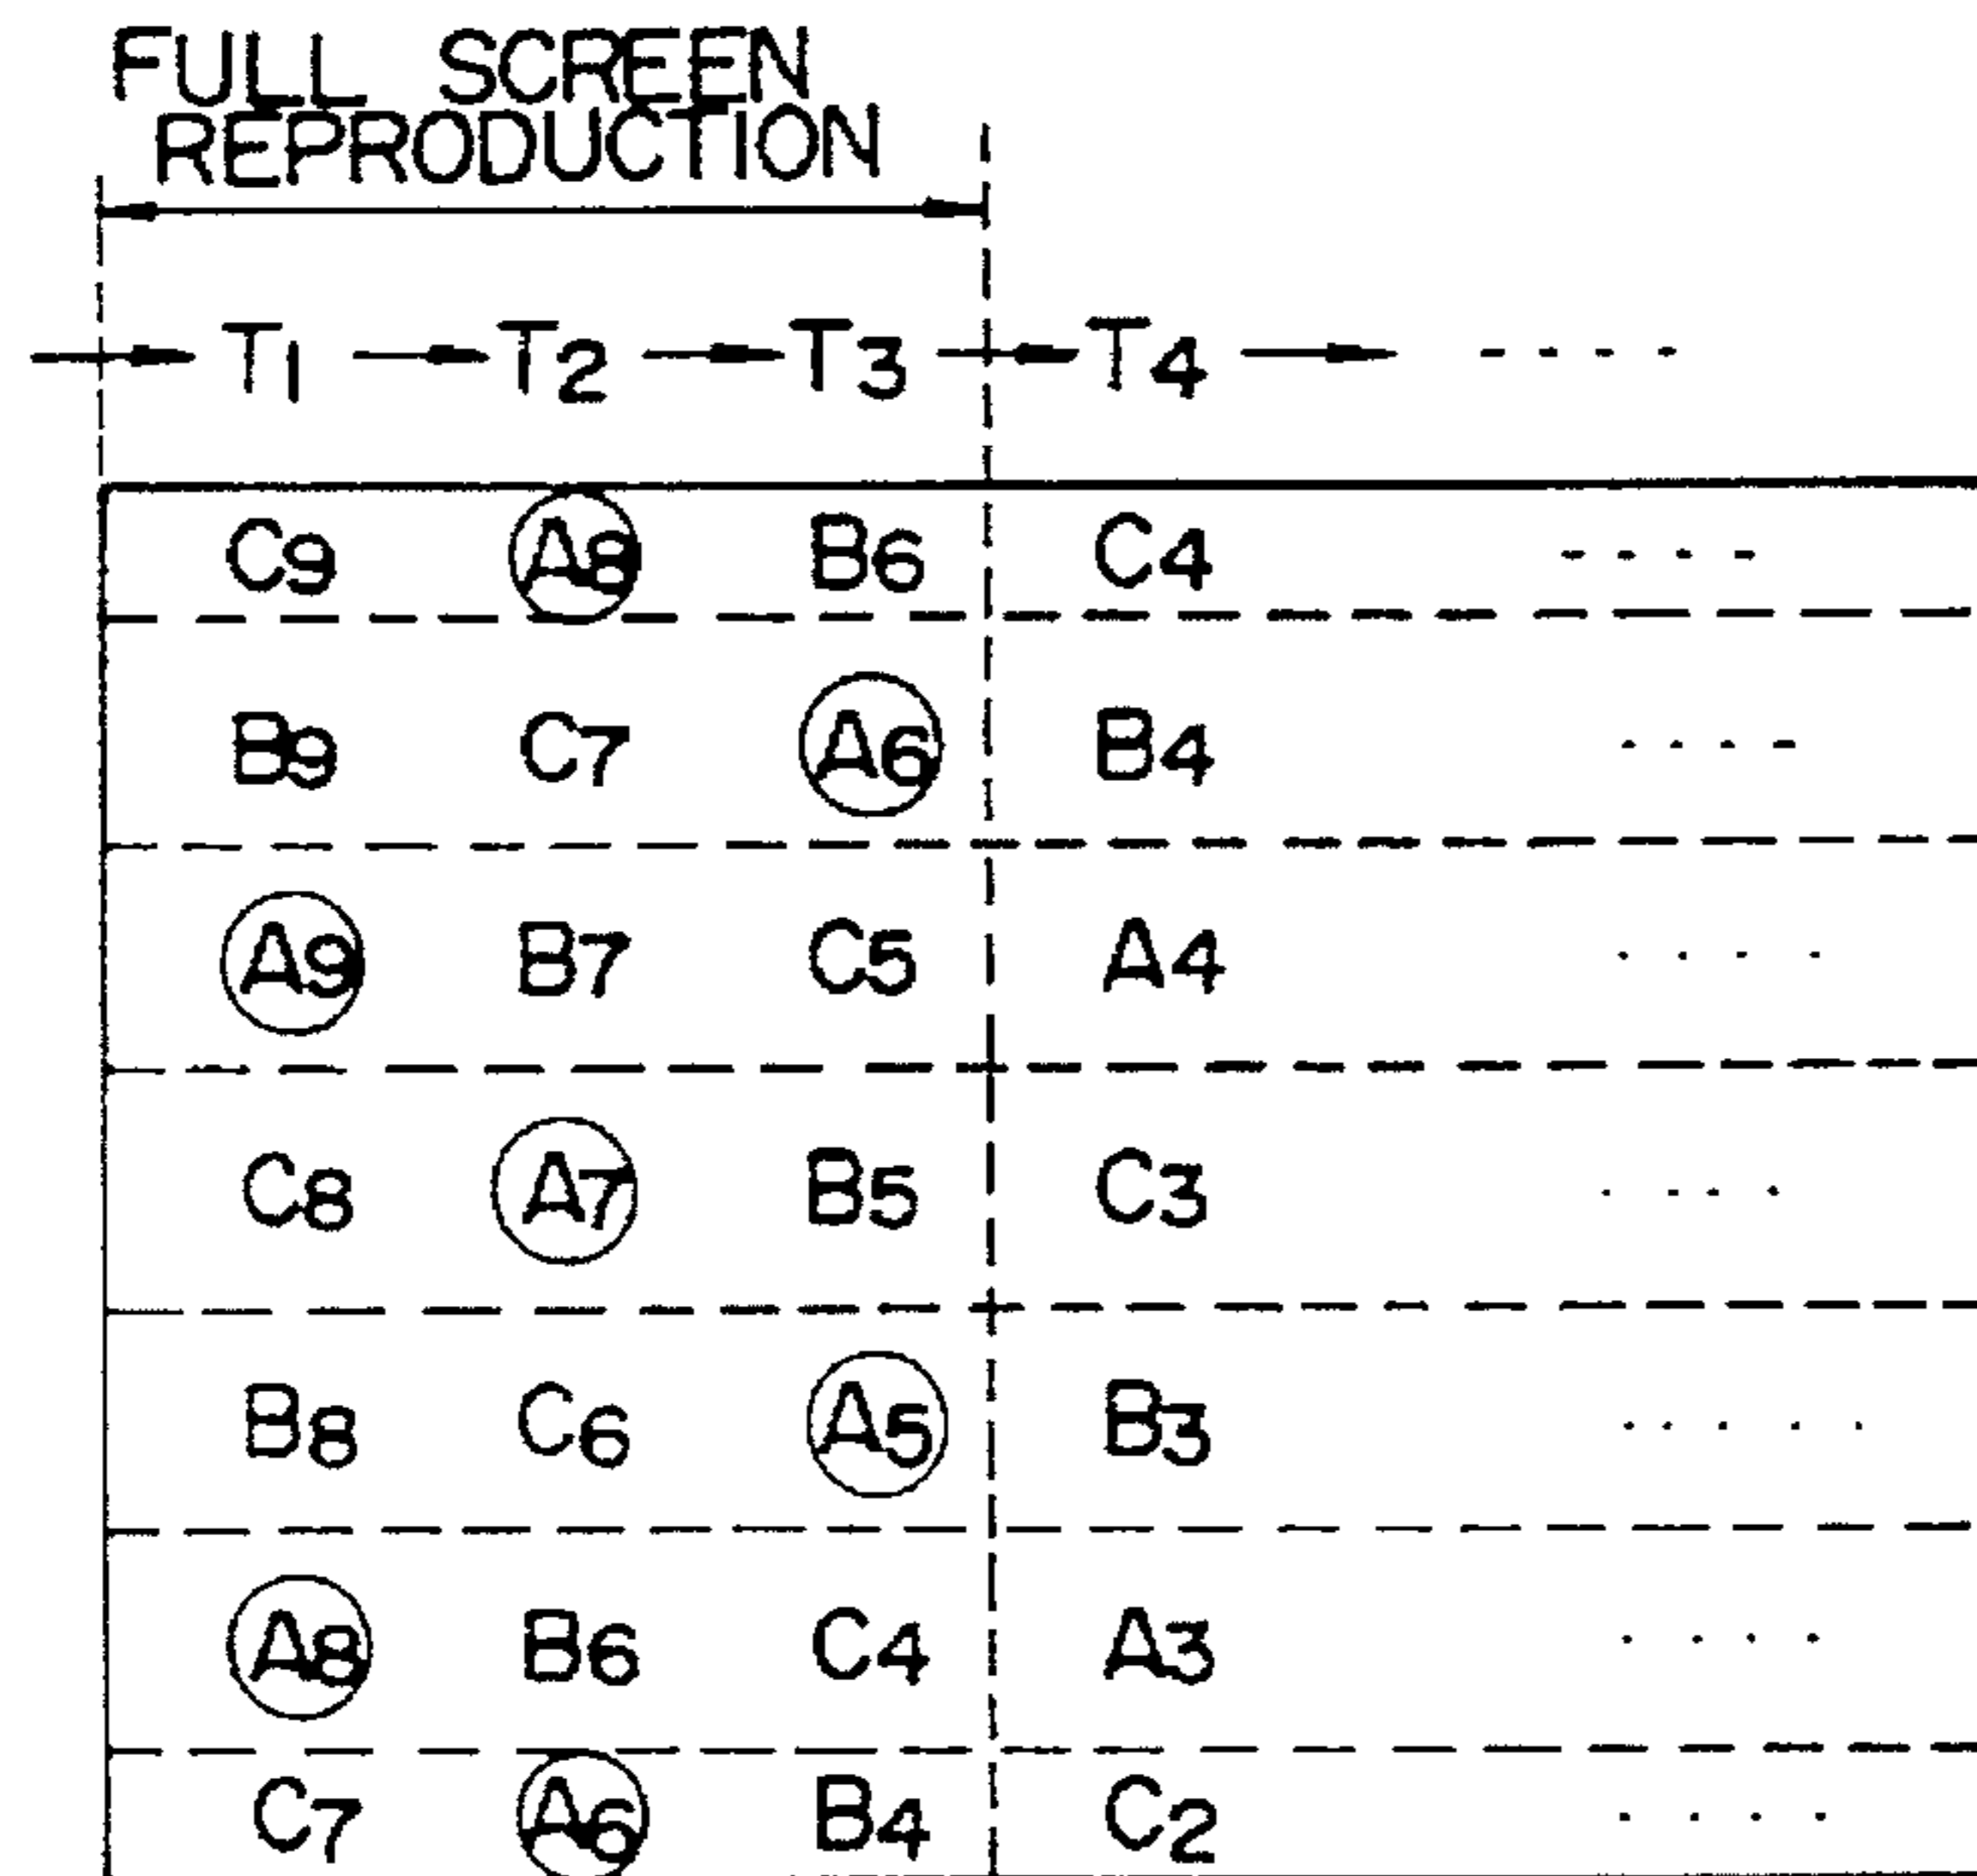 FULL SCREEN
REPRODUCTION
T1 T2 T3 T4
C9 A8 B6 C4
B9 C7 A6 B4
A9 B7 C5 A4
C8 A7 B5 C3
B8 C6 A5 B3
A8 B6 C4 A3
C7 A6 B4 C2